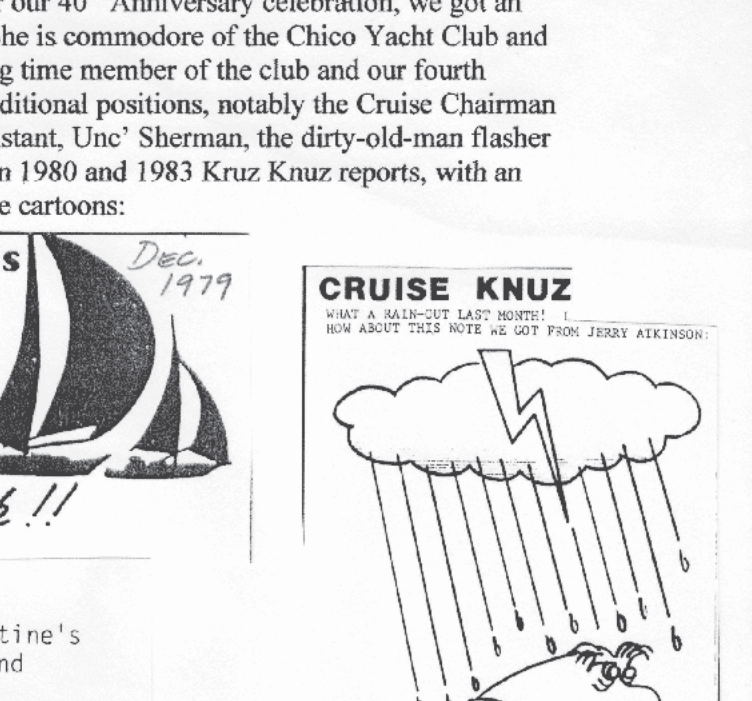 r our 40 Anniversary celebration, we got an
he is commodore of the Chico Yacht Club and
g time member of the club and our fourth
ditional positions, notably the Cruise Chairman
stant, Unc' Sherman, the dirty-old-man flasher
n 1980 and 1983 Kruz Knuz reports, with an
e cartoons:
s
DEC.
1979
!!
tine's
nd
CRUISE KNUZ
WHAT A RAIN-OUT LAST MONTH!
HOW ABOUT THIS NOTE WE GOT FROM JERRY ATKINSON: